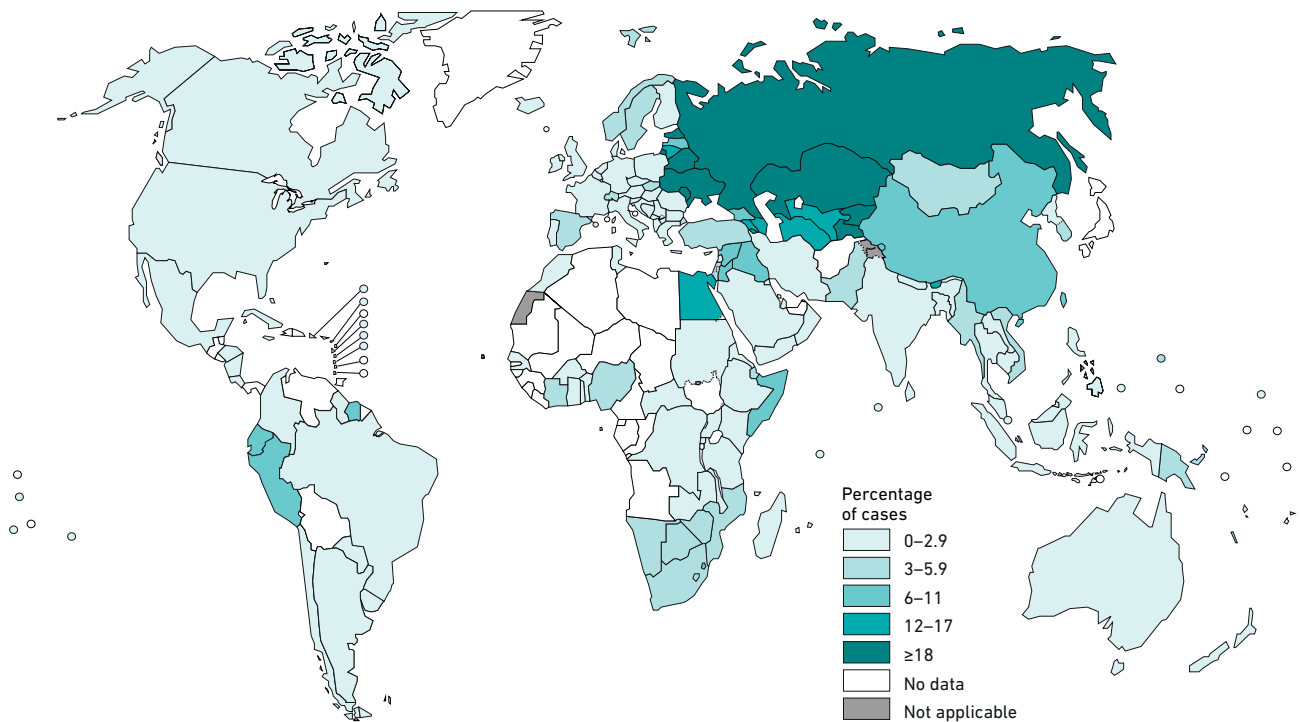 Percentage
of cases
0–2.9
3–5.9
6–11
12–17
≥18
No data
Not applicable